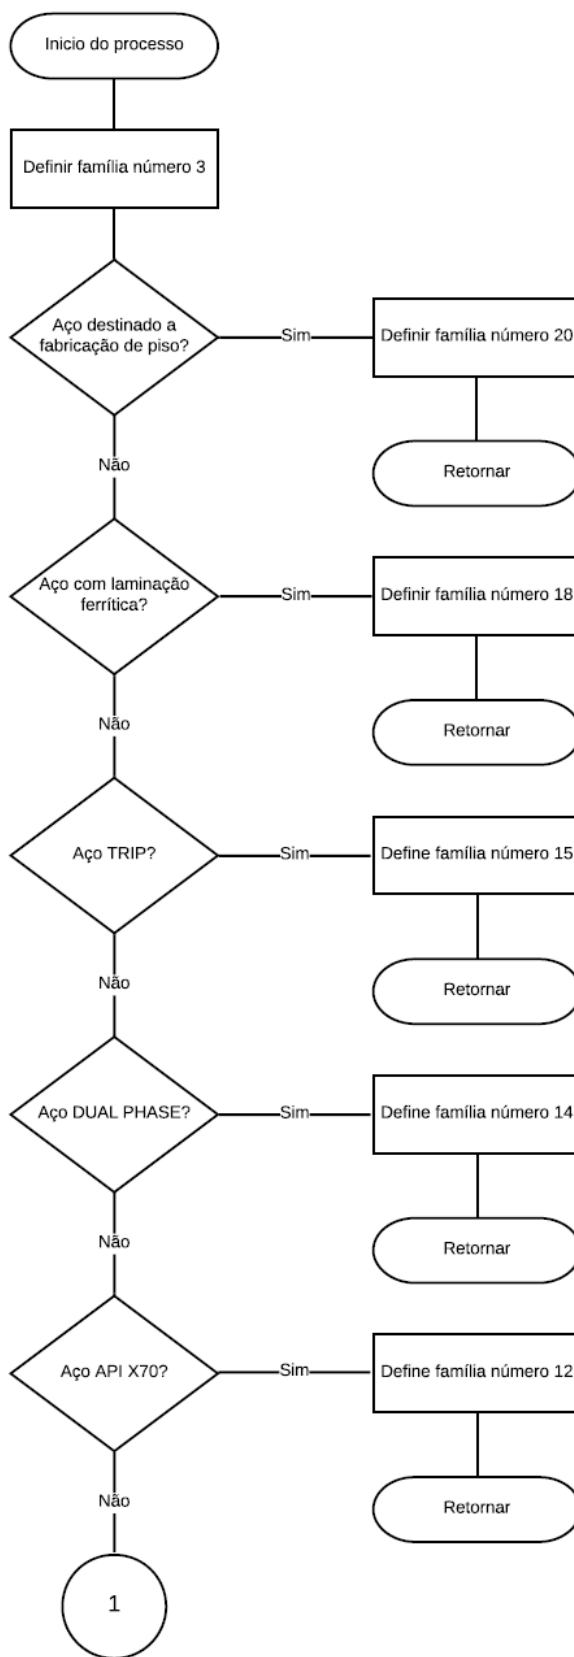 Inicio do processo
Definir família número 3
Aço destinado a
fabricação de piso?
Sim
Definir família número 20
Não
Retornar
Aço com laminação
ferrítica?
Sim
Definir família número 18
Não
Retornar
Aço TRIP?
Sim
Define família número 15
Não
Retornar
Aço DUAL PHASE?
Sim
Define família número 14
Não
Retornar
Aço API X70?
Sim
Define família número 12
Não
Retornar
1